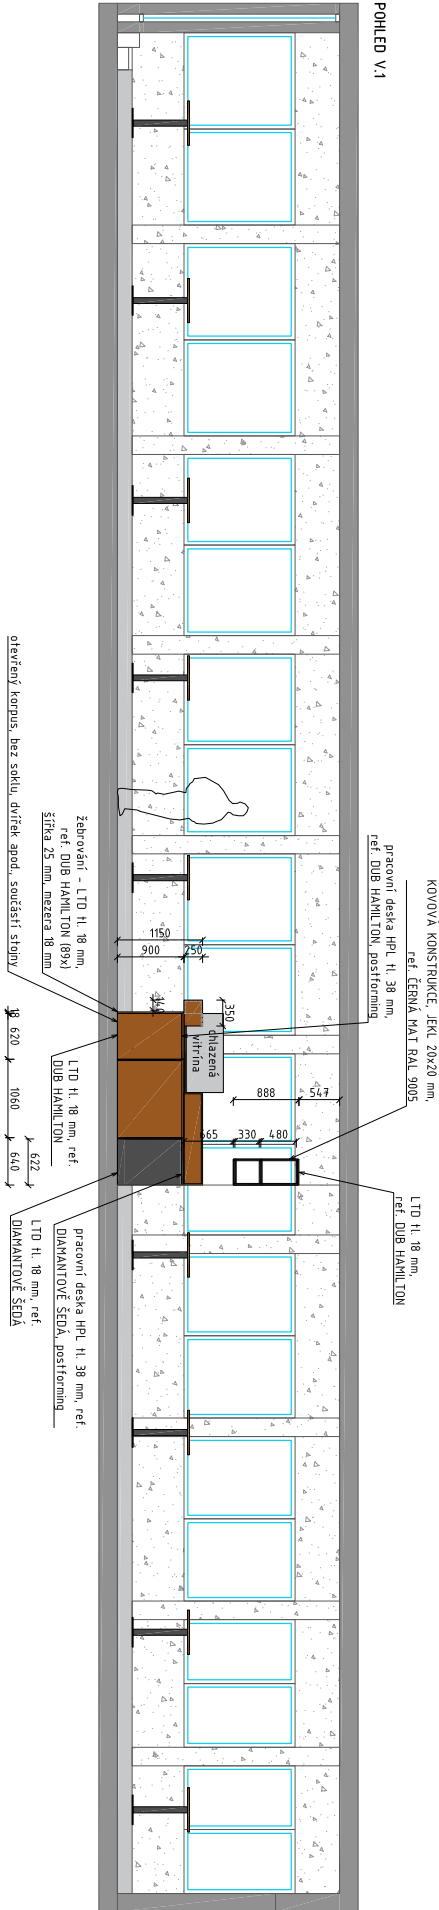 POHLED V.1
KOVOVÁ KONSTRUKCE, JEKL 20x20 mm,
ref. ČERNÁ MAT RAL 9005
pracovní deska HPL tl. 38 mm,
ref. DUB HAMILTON, postforming
LTD tl. 18 mm,
ref. DUB HAMILTON
547
888
480
330
665
350
chlazená
vitrína
1150
900
250
140
žebrování - LTD tl. 18 mm,
ref. DUB HAMILTON (89x)
šířka 25 mm, mezera 18 mm
otevřený korpus, bez soklu, dvířek apod., součástí stojny
LTD tl. 18 mm, ref.
DUB HAMILTON
pracovní deska HPL tl. 38 mm, ref.
DIAMANTOVĚ ŠEDÁ, postforming
LTD tl. 18 mm, ref.
DIAMANTOVĚ ŠEDÁ
622
18
620
1060
640